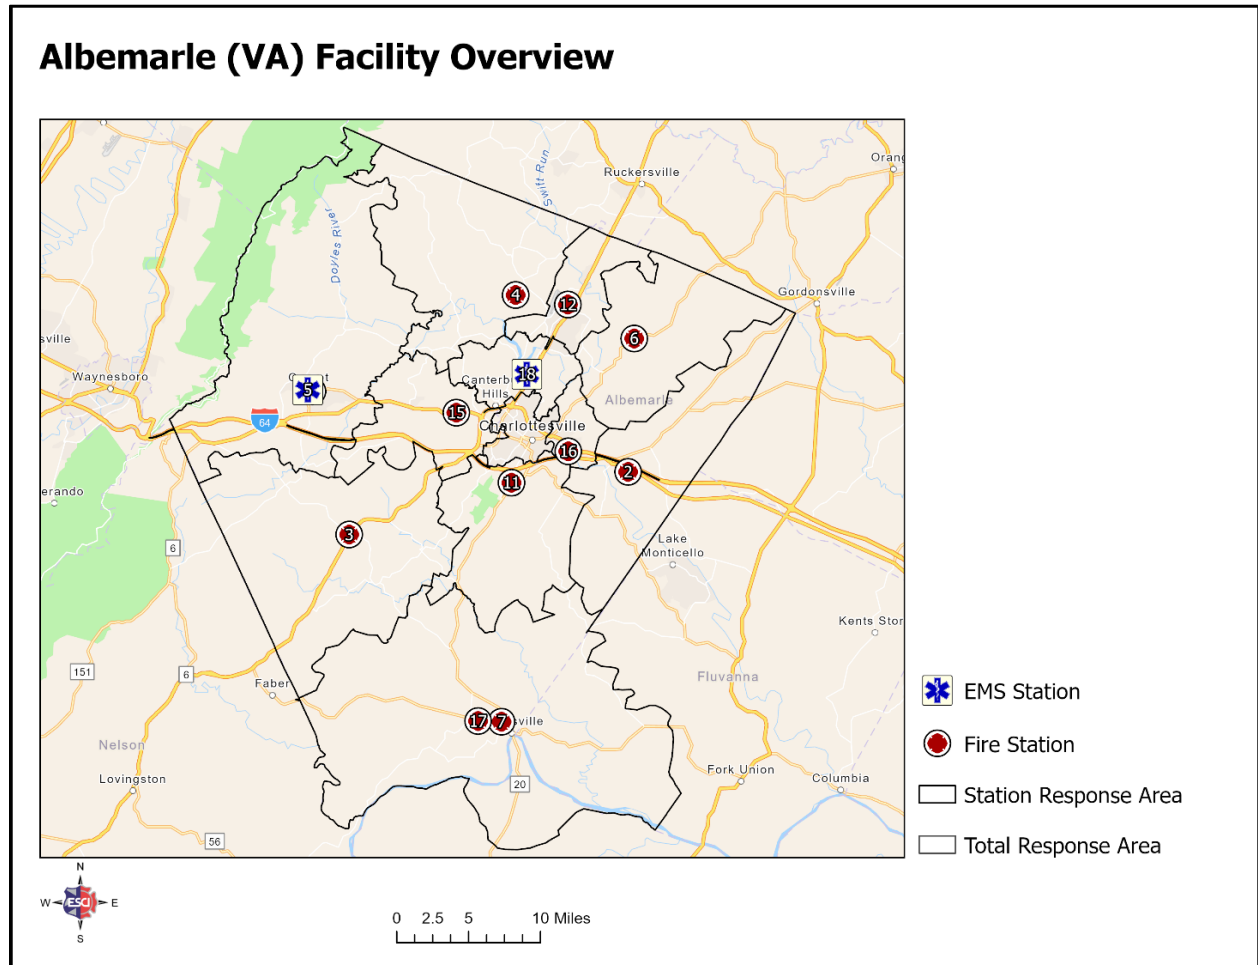 Albemarle (VA) Facility Overview
Ruckersville
Orang
Swift Run
Doyles River
4
12
Gordonsville
6
sville
Waynesboro
5
18
Canterb
Hills
Albemarle
15
64
Charlottesville
16
2
erando
11
3
Lake
Monticello
6
Kents Stor
151
6
Faber
Fluvanna
17
7
sville
Nelson
Lovingston
Fork Union
Columbia
20
56
EMS Station
Fire Station
Station Response Area
Total Response Area
N
W
ESCI
E
S
0 2.5 5 10 Miles